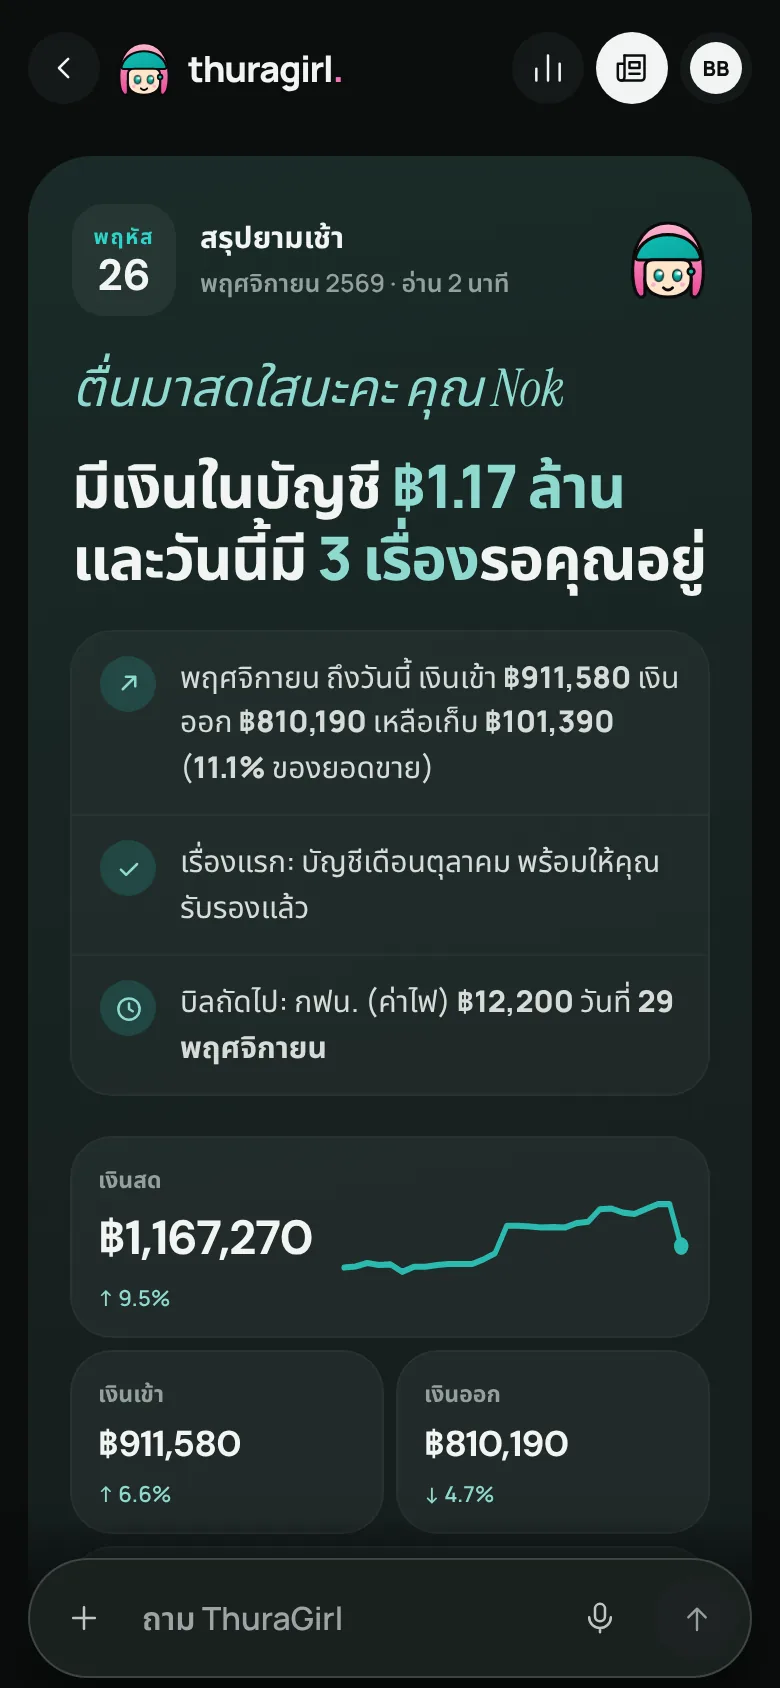 thuragirl.
BB
พฤหัส
26
สรุปยามเช้า
พฤศจิกายน 2569 · อ่าน 2 นาที
ตื่นมาสดใสนะคะ คุณ Nok
มีเงินในบัญชี ฿1.17 ล้าน
และวันนี้มี 3 เรื่องรอคุณอยู่
พฤศจิกายน ถึงวันนี้ เงินเข้า ฿911,580 เงิน
ออก ฿810,190 เหลือเก็บ ฿101,390
(11.1% ของยอดขาย)
เรื่องแรก: บัญชีเดือนตุลาคม พร้อมให้คุณ
รับรองแล้ว
บิลถัดไป: กฟน. (ค่าไฟ) ฿12,200 วันที่ 29
พฤศจิกายน
เงินสด
฿1,167,270
↑ 9.5%
เงินเข้า
฿911,580
↑ 6.6%
เงินออก
฿810,190
↓ 4.7%
ถาม ThuraGirl